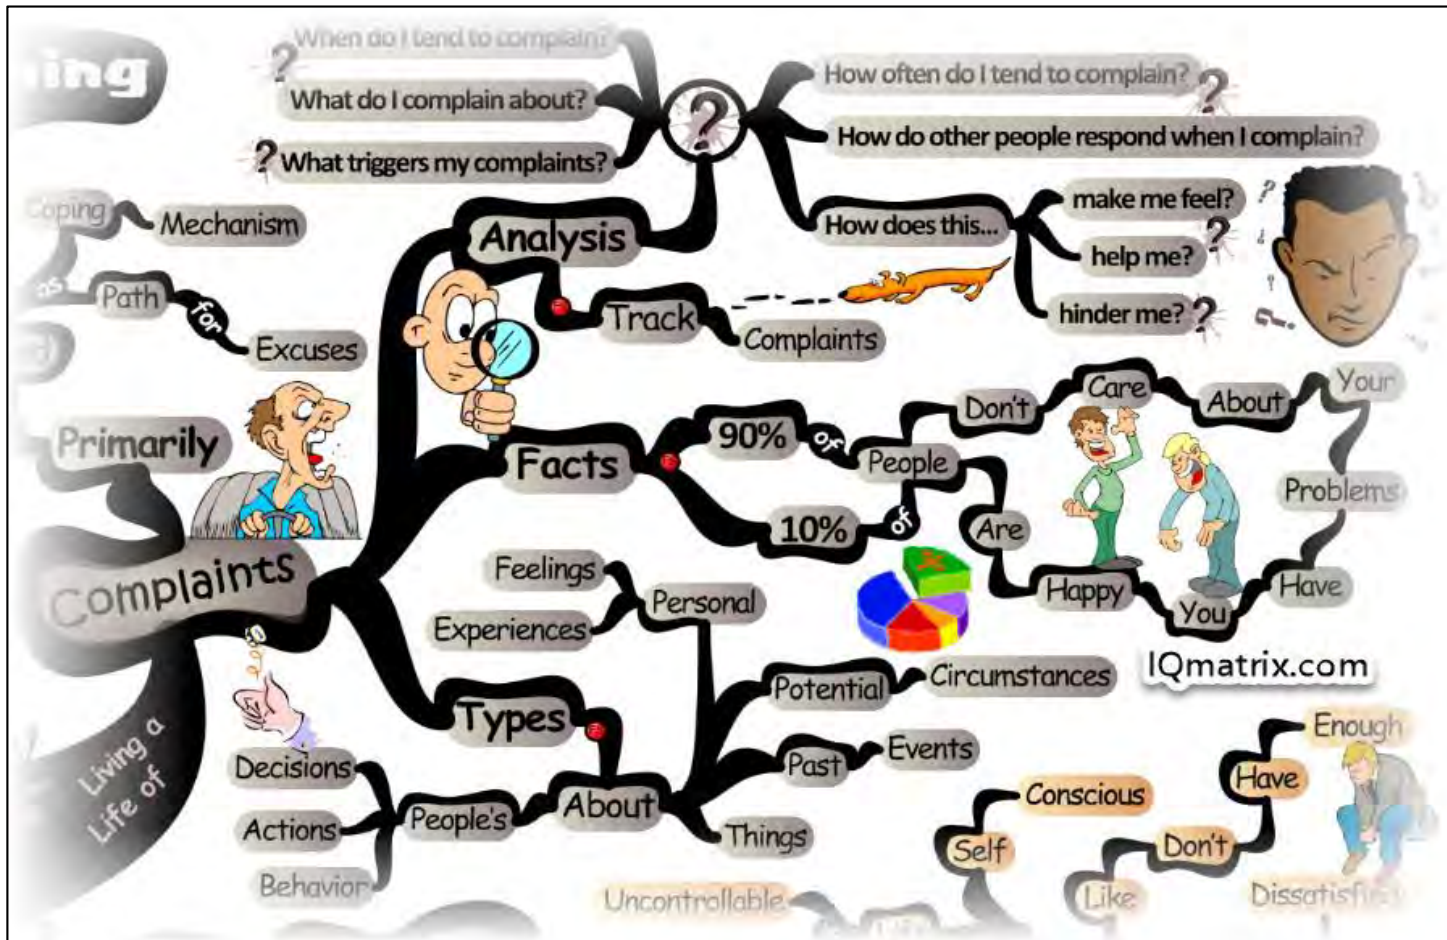 ning
When do I tend to complain?
What do I complain about?
What triggers my complaints?
How often do I tend to complain?
How do other people respond when I complain?
How does this...
make me feel?
help me?
hinder me?
Analysis
Track
Complaints
Coping
Mechanism
Path
for
Excuses
Primarily
Facts
90%
of
10%
of
People
Don't
Care
About
Your
Problems
Are
Happy
You
Have
Complaints
Living a
Life of
Types
About
Personal
Feelings
Experiences
Potential
Circumstances
Past
Events
Things
People's
Decisions
Actions
Behavior
IQmatrix.com
Enough
Have
Don't
Like
Conscious
Self
Uncontrollable
Dissatisfied